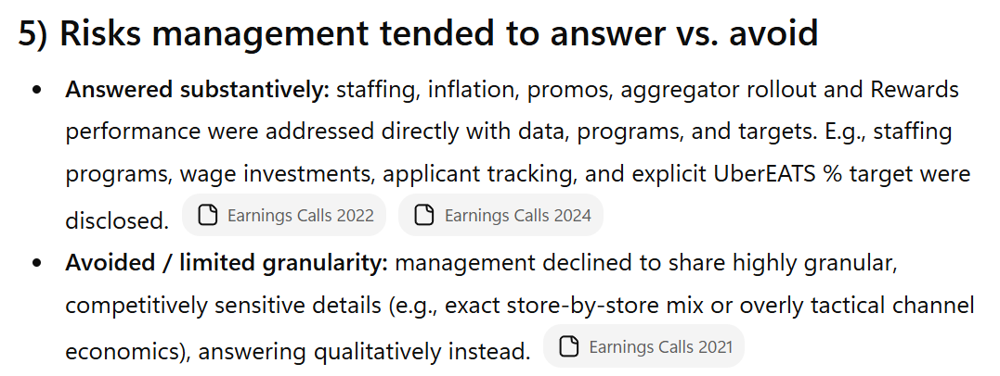 5) Risks management tended to answer vs. avoid
• Answered substantively: staffing, inflation, promos, aggregator rollout and Rewards
performance were addressed directly with data, programs, and targets. E.g., staffing
programs, wage investments, applicant tracking, and explicit UberEATS % target were
disclosed. Earnings Calls 2022 Earnings Calls 2024
• Avoided / limited granularity: management declined to share highly granular,
competitively sensitive details (e.g., exact store-by-store mix or overly tactical channel
economics), answering qualitatively instead. Earnings Calls 2021